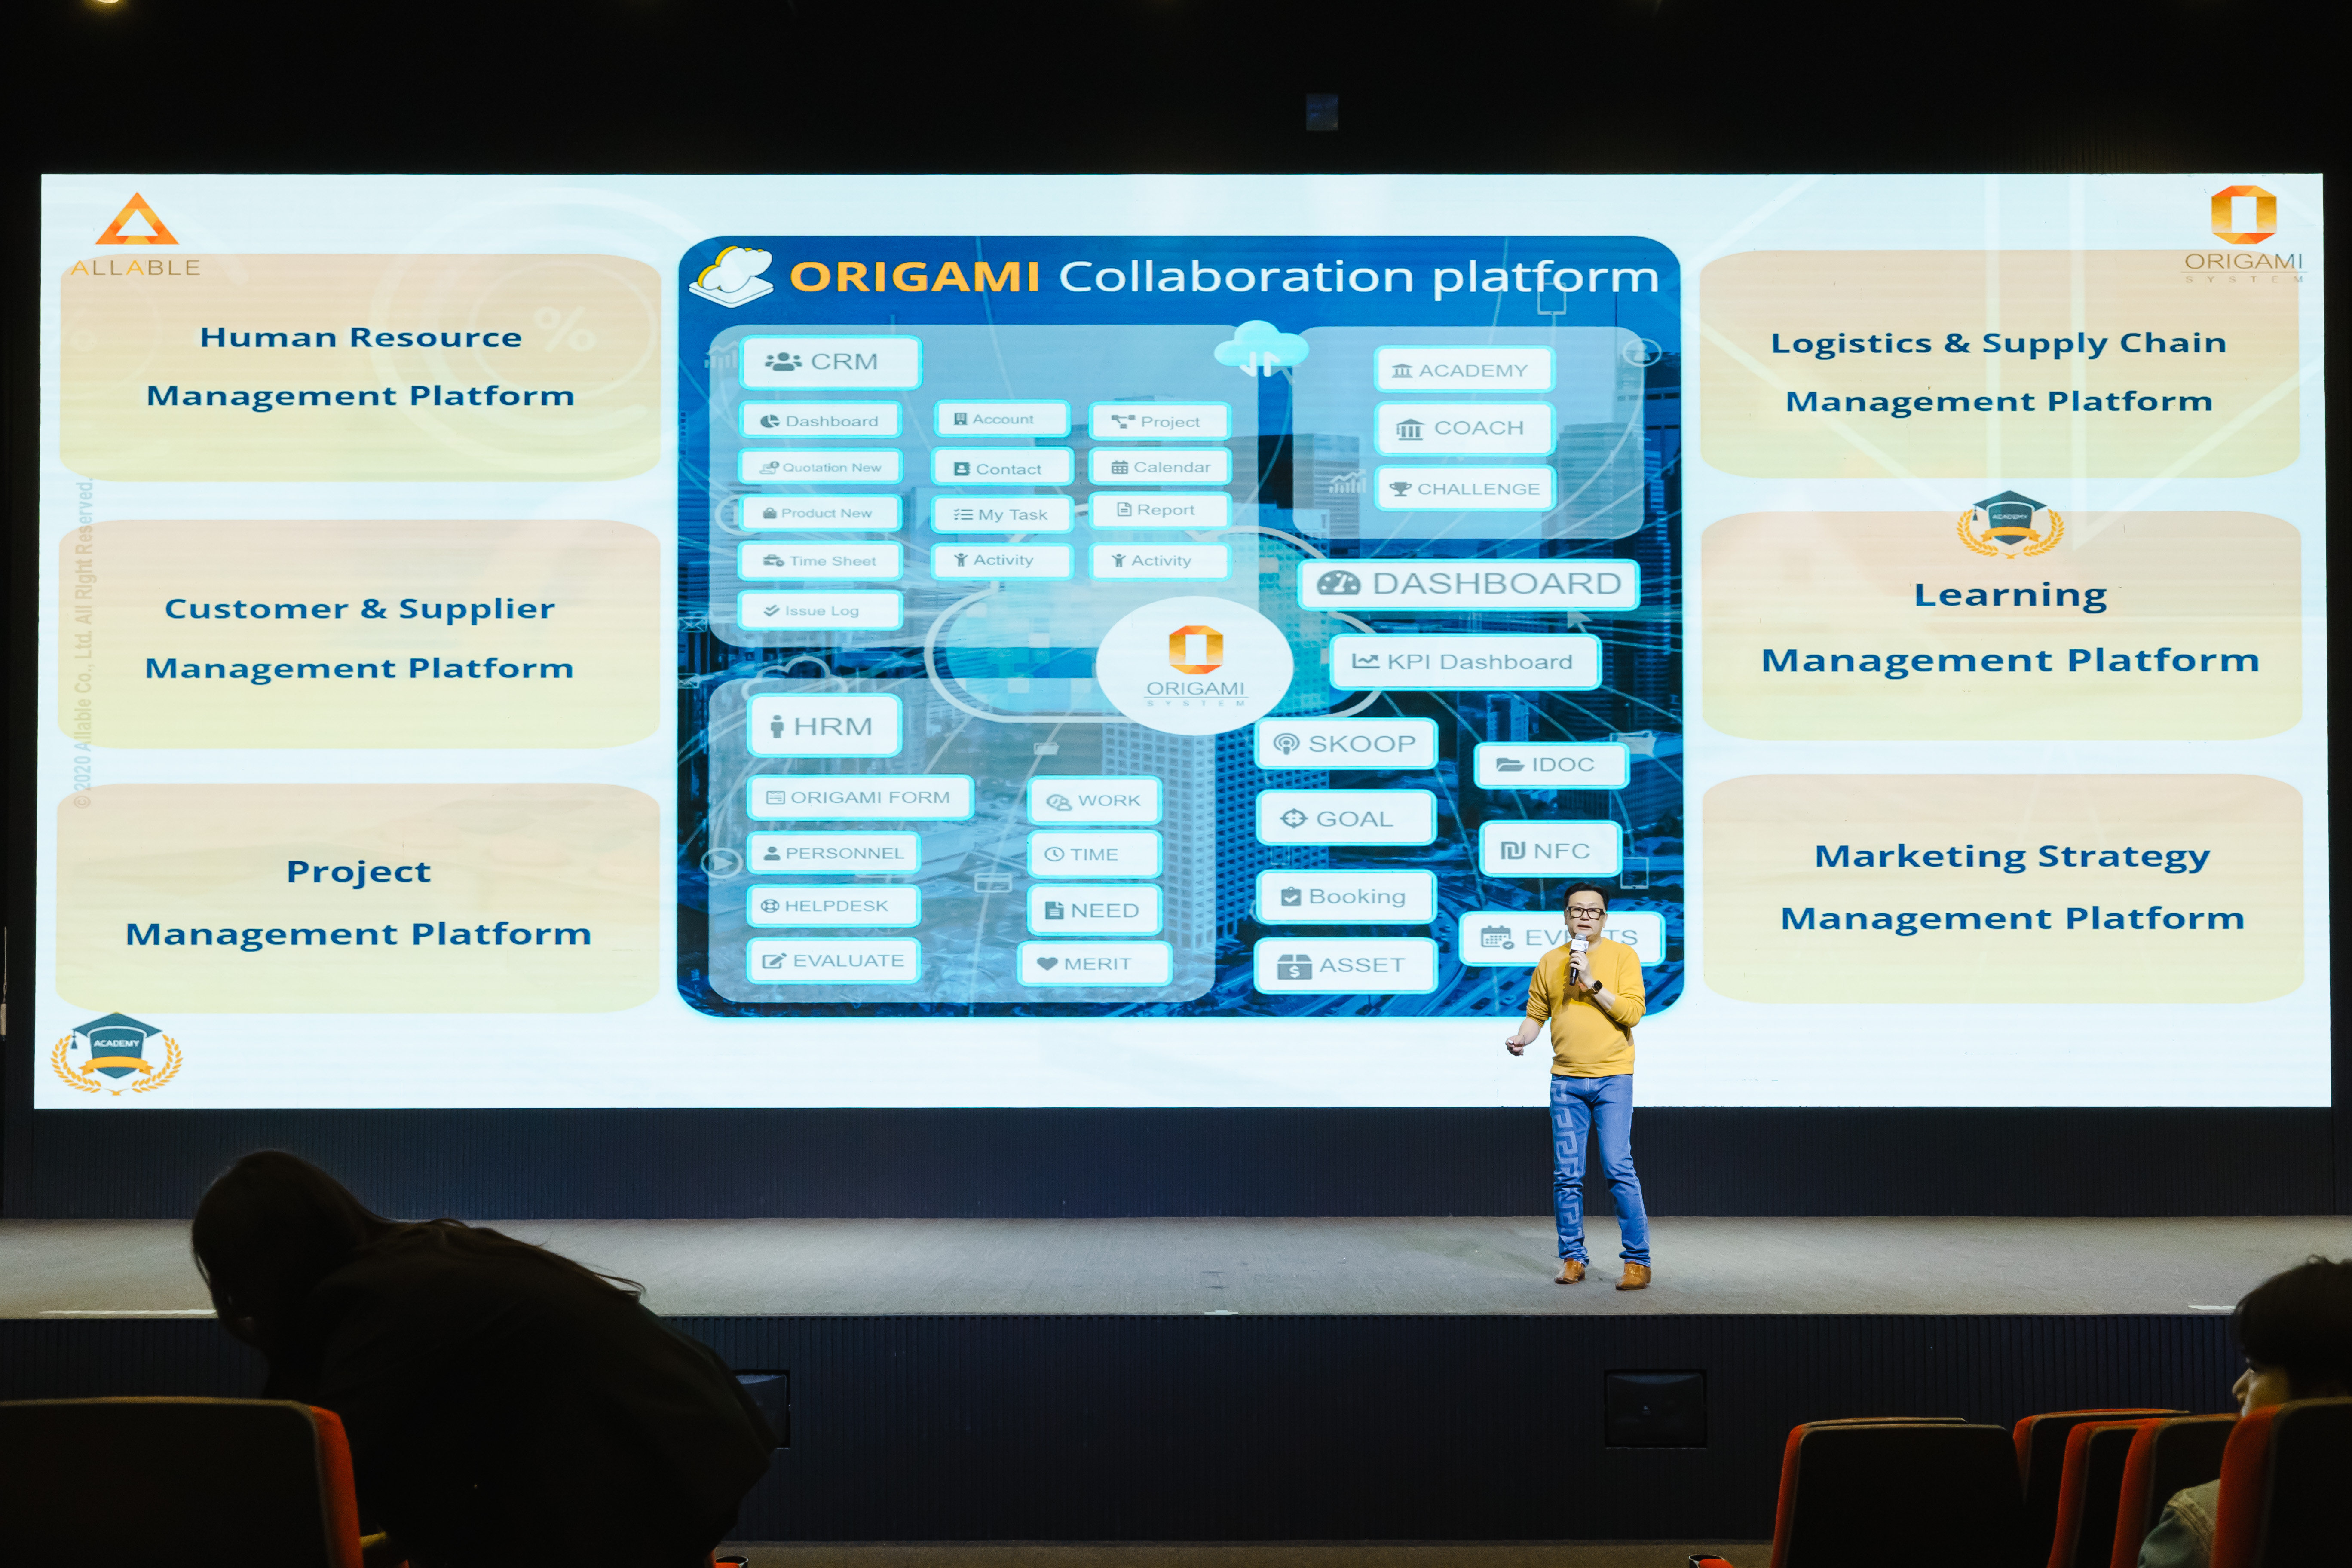 ALLABLE
ORIGAMI
SYSTEM
Human Resource
Management Platform
Customer & Supplier
Management Platform
Project
Management Platform
© 2020 Allable Co., Ltd. All Right Reserved.
ACADEMY
ORIGAMI Collaboration platform
CRM
Dashboard
Account
Project
Quotation New
Contact
Calendar
Product New
My Task
Report
Time Sheet
Activity
Activity
Issue Log
ACADEMY
COACH
CHALLENGE
DASHBOARD
KPI Dashboard
ORIGAMI
SYSTEM
HRM
ORIGAMI FORM
WORK
PERSONNEL
TIME
HELPDESK
NEED
EVALUATE
MERIT
SKOOP
IDOC
GOAL
NFC
Booking
ASSET
Logistics & Supply Chain
Management Platform
ACADEMY
Learning
Management Platform
Marketing Strategy
Management Platform